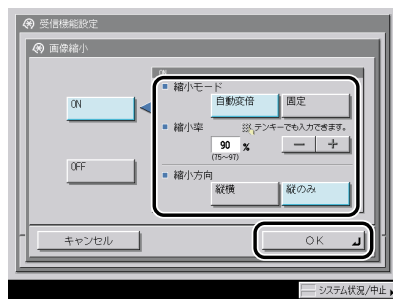 受信機能設定
画像縮小
ON
縮小モード
自動変倍
固定
縮小率
テンキーでも入力できます。
90 %
(75~97)
縮小方向
縦横
縦のみ
ON
OFF
キャンセル
OK
システム状況/中止